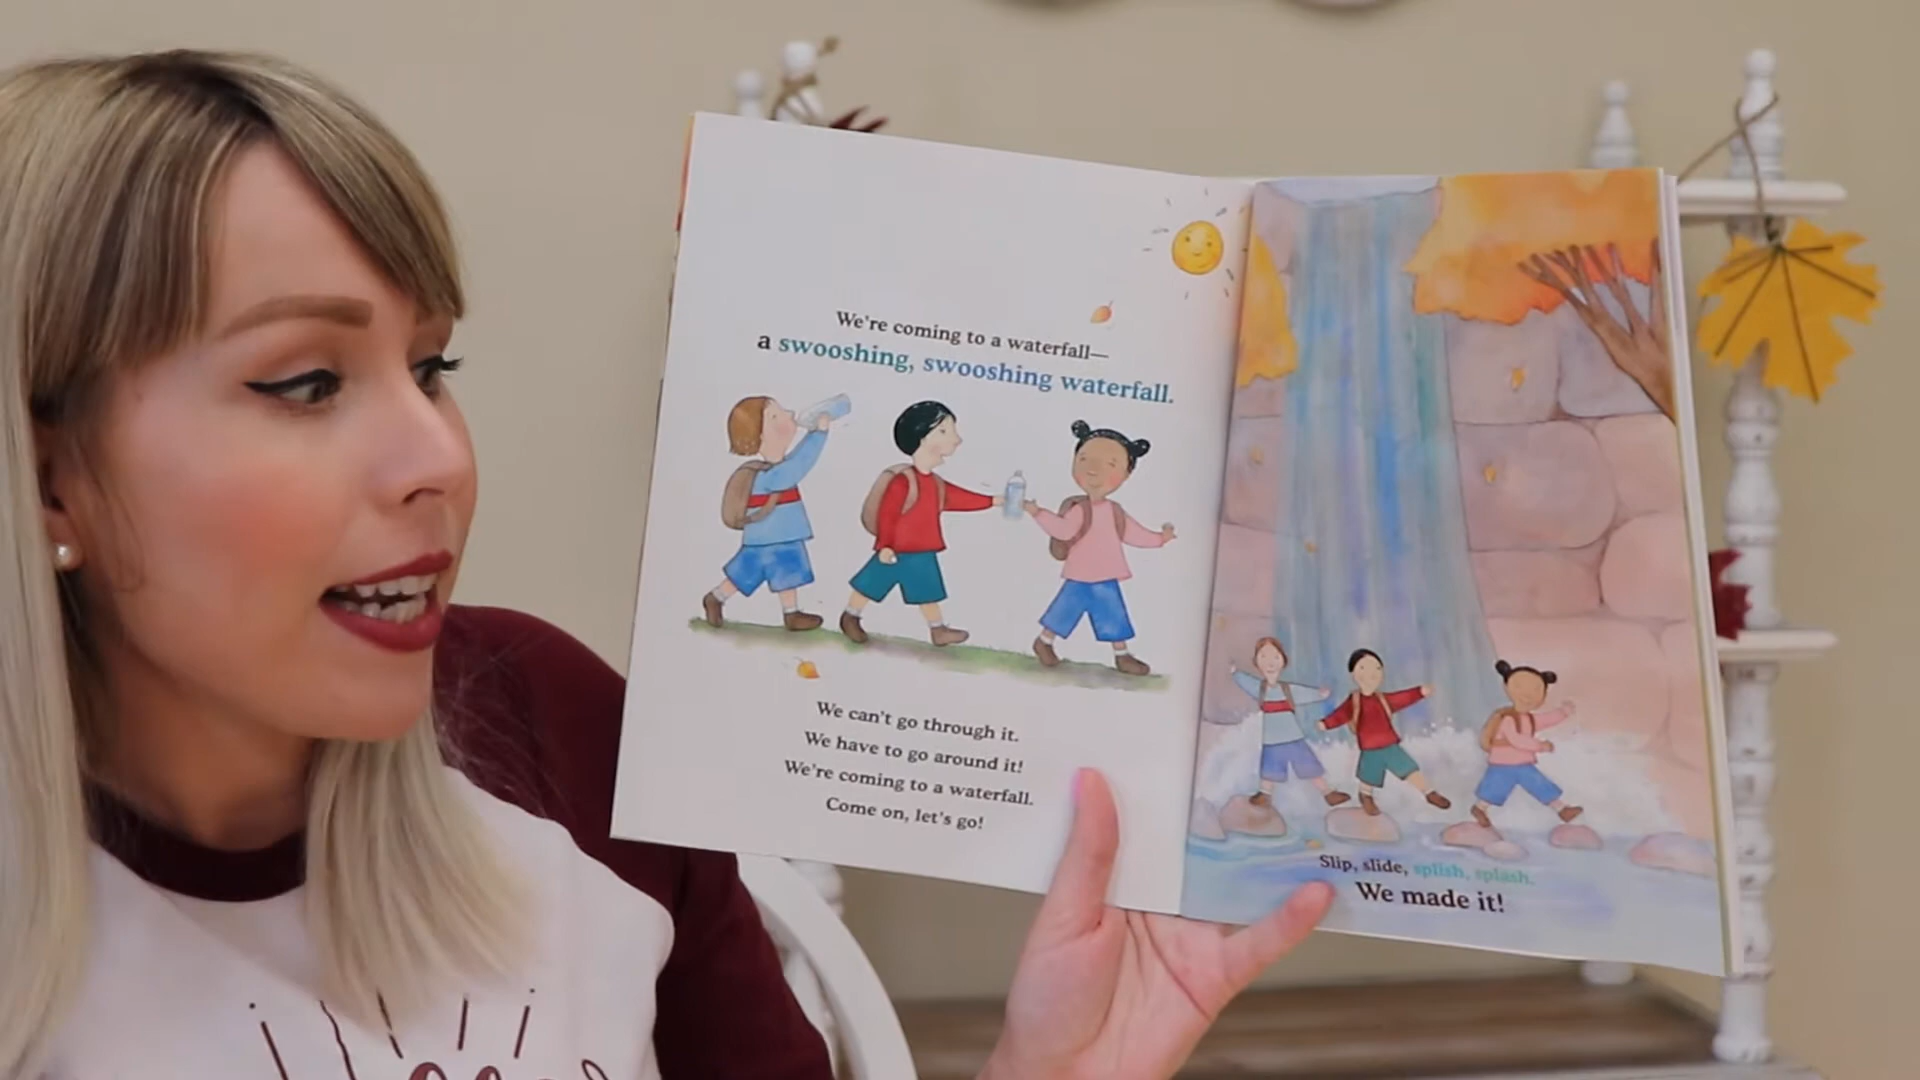 We're coming to a waterfall—
a swooshing, swooshing waterfall.
We can't go through it.
We have to go around it!
We're coming to a waterfall.
Come on, let's go!
Slip, slide, splish, splash.
We made it!